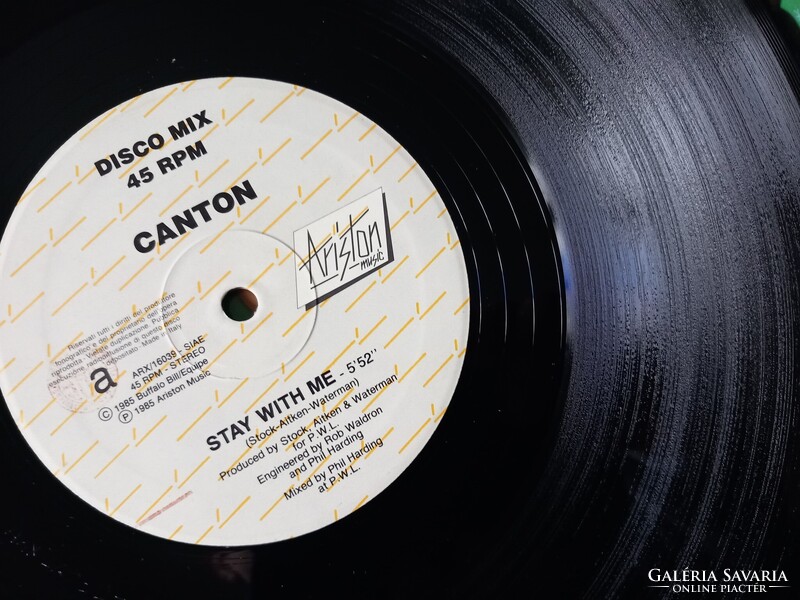 DISCO MIX
45 RPM
CANTON
Ariston
music
Riservati tutti i diritti del produttore
fonografico e del proprietario dell'opera
riprodotta - Vietate duplicazione, Pubblica
esecuzione radiodiffusione di questo disco
depositato - Made in Italy
a
ARX/16039 - SIAE
45 RPM - STEREO
© 1985 Buffalo Bill/Equipe
℗ 1985 Ariston Music
STAY WITH ME - 5'52"
(Stock-Aitken-Waterman)
Produced by Stock, Aitken & Waterman
for P.W.L.
Engineered by Rob Waldron
and Phil Harding
Mixed by Phil Harding
at P.W.L.
GALÉRIA SAVARIA
ONLINE PIACTÉR